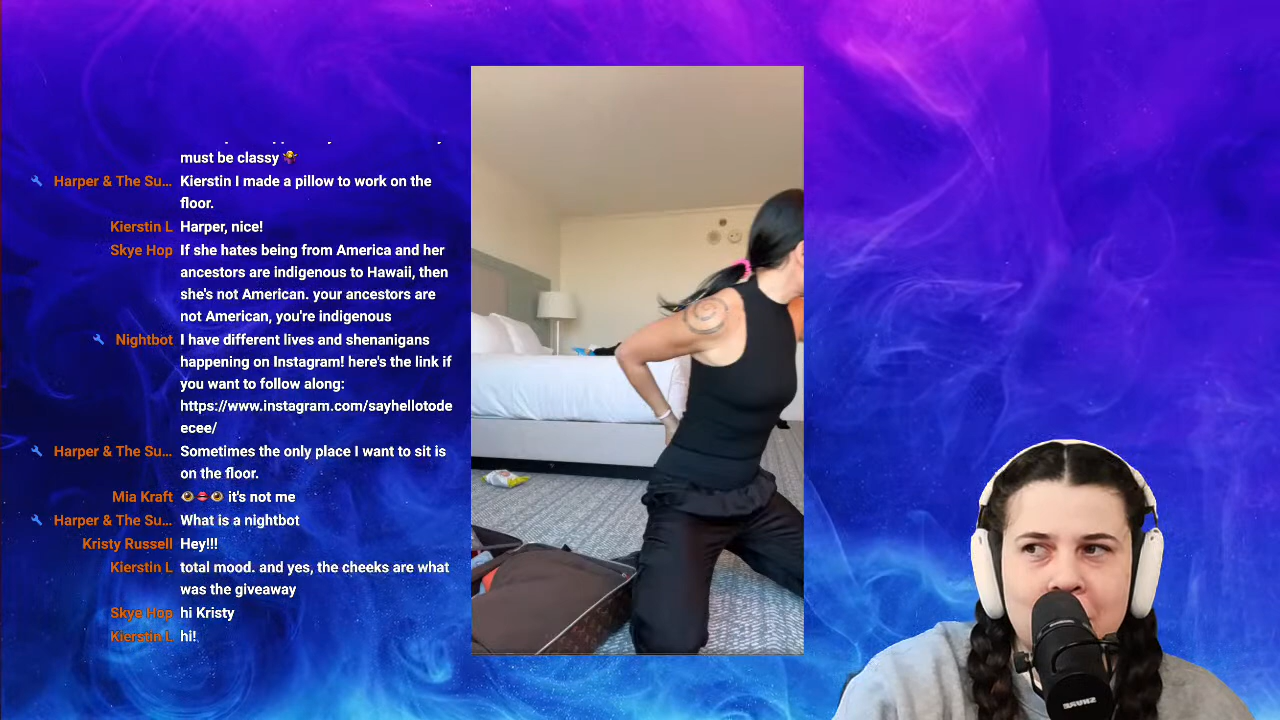 must be classy
Harper & The Su... Kierstin I made a pillow to work on the
floor.
Kierstin L Harper, nice!
Skye Hop If she hates being from America and her
ancestors are indigenous to Hawaii, then
she's not American. your ancestors are
not American, you're indigenous
Nightbot I have different lives and shenanigans
happening on Instagram! here's the link if
you want to follow along:
https://www.instagram.com/sayhellotode
ecee/
Harper & The Su... Sometimes the only place I want to sit is
on the floor.
Mia Kraft 👁️👄👁️ it's not me
Harper & The Su... What is a nightbot
Kristy Russell Hey!!!
Kierstin L total mood. and yes, the cheeks are what
was the giveaway
Skye Hop hi Kristy
Kierstin L hi!
SHURE